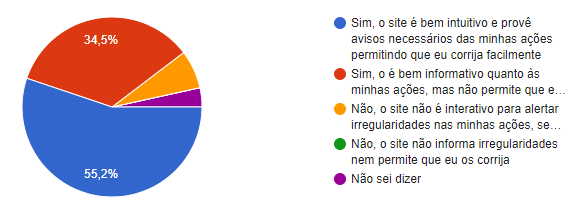 34,5%
55,2%
Sim, o site é bem intuitivo e provê
avisos necessários das minhas ações
permitindo que eu corrija facilmente
Sim, o é bem informativo quanto às
minhas ações, mas não permite que e…
Não, o site não é interativo para alertar
irregularidades nas minhas ações, se…
Não, o site não informa irregularidades
nem permite que eu os corrija
Não sei dizer